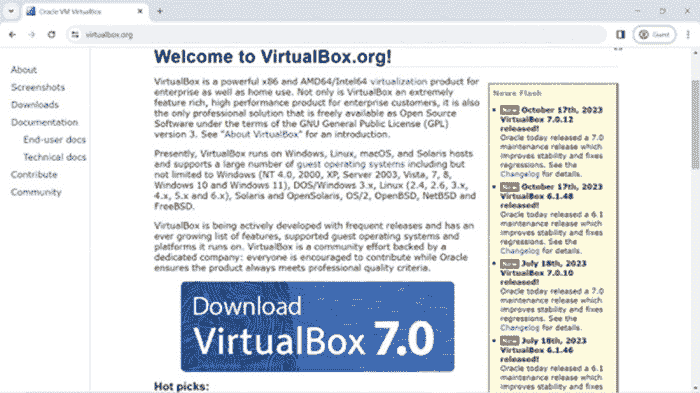 Oracle VM VirtualBox
virtualbox.org
Guest
Welcome to VirtualBox.org!
About
Screenshots
Downloads
Documentation
End-user docs
Technical docs
Contribute
Community
VirtualBox is a powerful x86 and AMD64/Intel64 virtualization product for
enterprise as well as home use. Not only is VirtualBox an extremely
feature rich, high performance product for enterprise customers, it is also
the only professional solution that is freely available as Open Source
Software under the terms of the GNU General Public License (GPL)
version 3. See "About VirtualBox" for an introduction.
Presently, VirtualBox runs on Windows, Linux, macOS, and Solaris hosts
and supports a large number of guest operating systems including but
not limited to Windows (NT 4.0, 2000, XP, Server 2003, Vista, 7, 8,
Windows 10 and Windows 11), DOS/Windows 3.x, Linux (2.4, 2.6, 3.x,
4.x, 5.x and 6.x), Solaris and OpenSolaris, OS/2, OpenBSD, NetBSD and
FreeBSD.
VirtualBox is being actively developed with frequent releases and has an
ever growing list of features, supported guest operating systems and
platforms it runs on. VirtualBox is a community effort backed by a
dedicated company: everyone is encouraged to contribute while Oracle
ensures the product always meets professional quality criteria.
Download
VirtualBox 7.0
Hot picks:
News Flash
New October 17th, 2023
VirtualBox 7.0.12
released!
Oracle today released a 7.0
maintenance release which
improves stability and fixes
regressions. See the
Changelog for details.
New October 17th, 2023
VirtualBox 6.1.48
released!
Oracle today released a 6.1
maintenance release which
improves stability and fixes
regressions. See the
Changelog for details.
New July 18th, 2023
VirtualBox 7.0.10
released!
Oracle today released a 7.0
maintenance release which
improves stability and fixes
regressions. See the
Changelog for details.
New July 18th, 2023
VirtualBox 6.1.46
released!
Oracle today released a 6.1
maintenance release which
improves stability and fixes